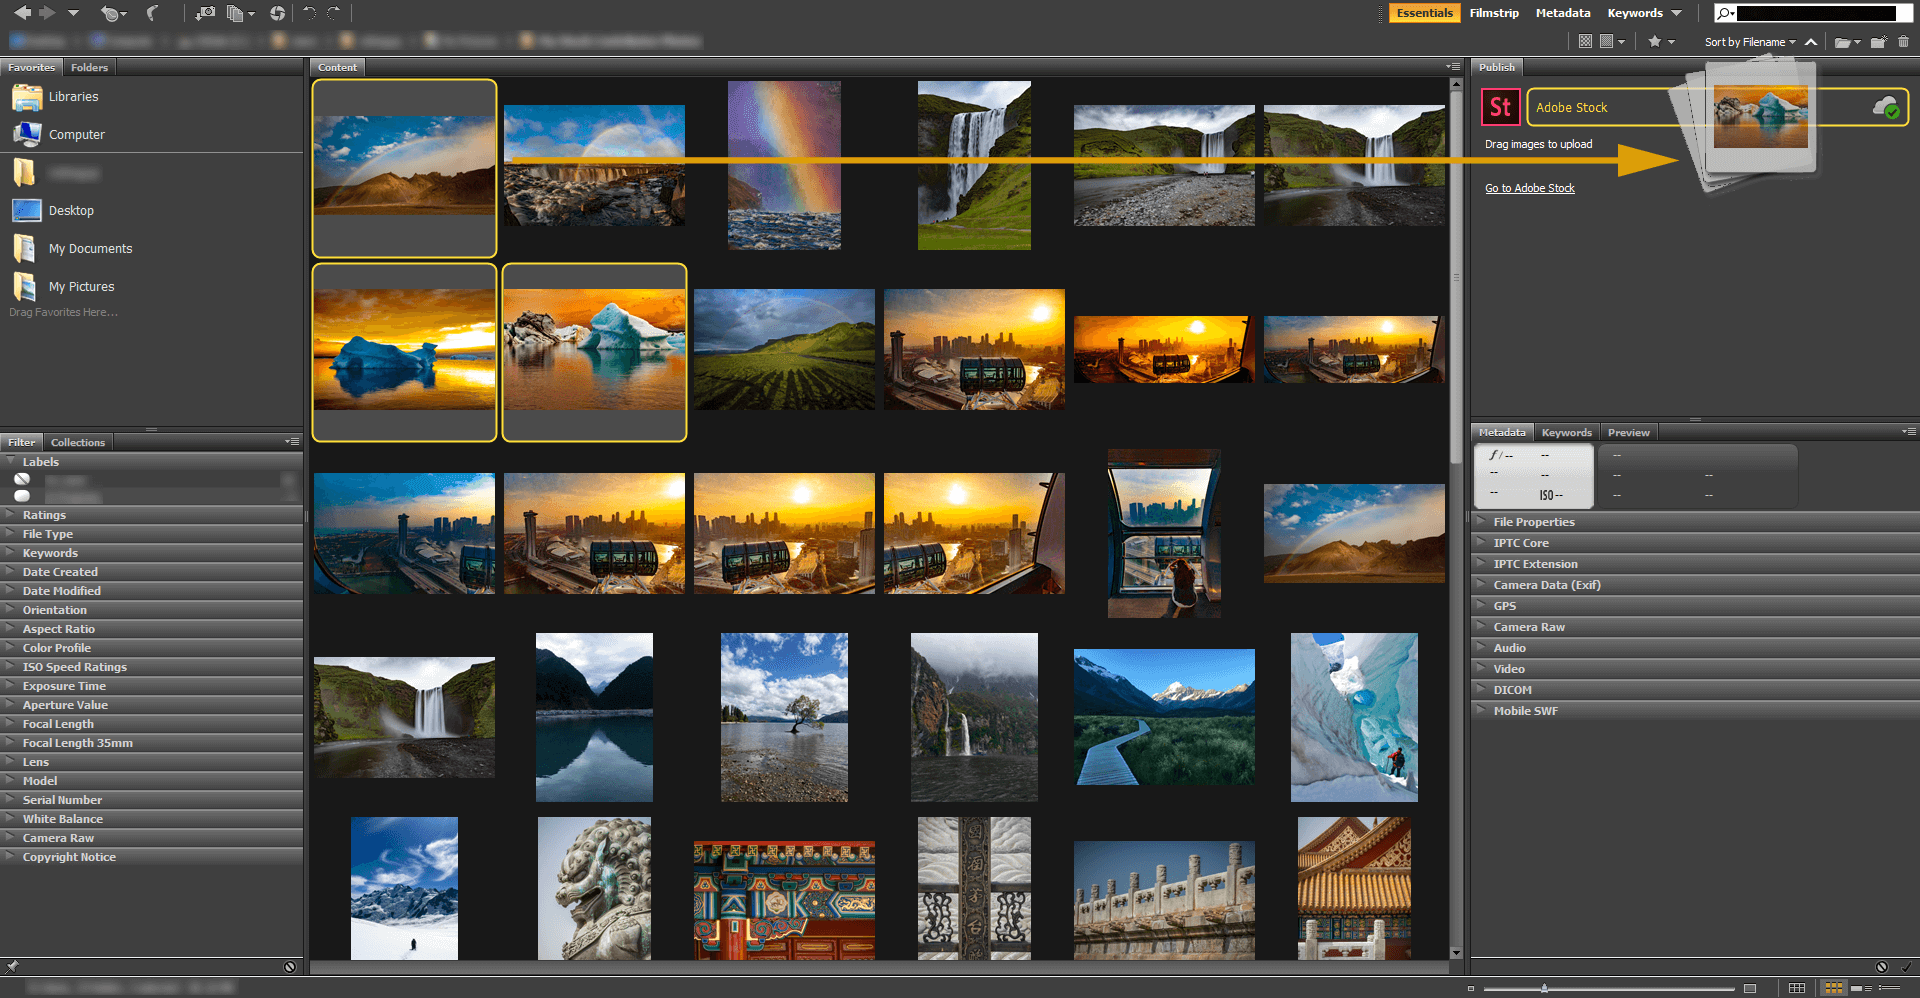 Essentials Filmstrip Metadata Keywords
Sort by Filename
Favorites Folders
Libraries
Computer
Desktop
My Documents
My Pictures
Drag Favorites Here...
Filter Collections
Labels
Ratings
File Type
Keywords
Date Created
Date Modified
Orientation
Aspect Ratio
Color Profile
ISO Speed Ratings
Exposure Time
Aperture Value
Focal Length
Focal Length 35mm
Lens
Model
Serial Number
White Balance
Camera Raw
Copyright Notice
Content
Publish
St Adobe Stock
Drag images to upload
Go to Adobe Stock
Metadata Keywords Preview
f/-- -- --
-- -- -- --
-- ISO-- -- --
File Properties
IPTC Core
IPTC Extension
Camera Data (Exif)
GPS
Camera Raw
Audio
Video
DICOM
Mobile SWF